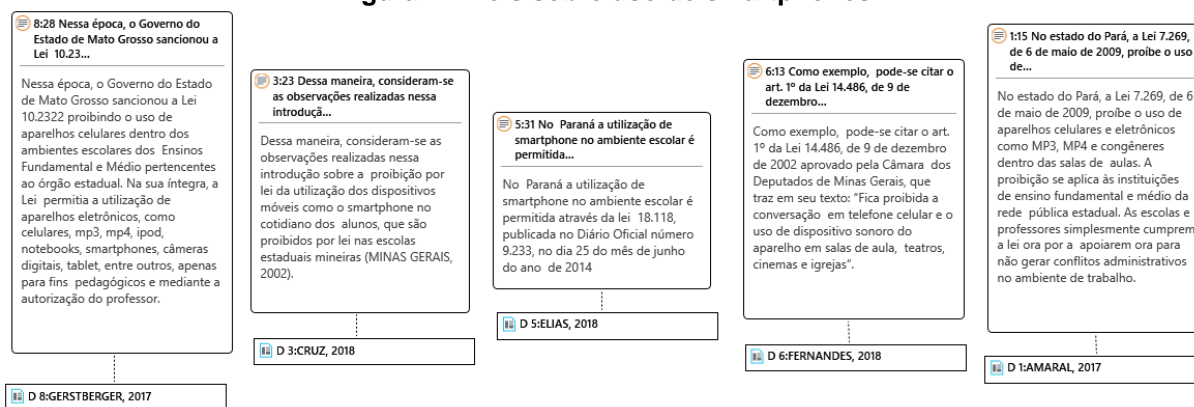 8:28 Nessa época, o Governo do
Estado de Mato Grosso sancionou a
Lei 10.23...
Nessa época, o Governo do Estado
de Mato Grosso sancionou a Lei
10.2322 proibindo o uso de
aparelhos celulares dentro dos
ambientes escolares dos Ensinos
Fundamental e Médio pertencentes
ao órgão estadual. Na sua íntegra, a
Lei permitia a utilização de
aparelhos eletrônicos, como
celulares, mp3, mp4, ipod,
notebooks, smartphones, câmeras
digitais, tablet, entre outros, apenas
para fins pedagógicos e mediante a
autorização do professor.
D 8:GERSTBERGER, 2017
3:23 Dessa maneira, consideram-se
as observações realizadas nessa
introduçã...
Dessa maneira, consideram-se as
observações realizadas nessa
introdução sobre a proibição por
lei da utilização dos dispositivos
móveis como o smartphone no
cotidiano dos alunos, que são
proibidos por lei nas escolas
estaduais mineiras (MINAS GERAIS,
2002).
D 3:CRUZ, 2018
5:31 No Paraná a utilização de
smartphone no ambiente escolar é
permitida...
No Paraná a utilização de
smartphone no ambiente escolar é
permitida através da lei 18.118,
publicada no Diário Oficial número
9.233, no dia 25 do mês de junho
do ano de 2014
D 5:ELIAS, 2018
6:13 Como exemplo, pode-se citar o
art. 1º da Lei 14.486, de 9 de
dezembro...
Como exemplo, pode-se citar o art.
1º da Lei 14.486, de 9 de dezembro
de 2002 aprovado pela Câmara dos
Deputados de Minas Gerais, que
traz em seu texto: "Fica proibida a
conversação em telefone celular e o
uso de dispositivo sonoro do
aparelho em salas de aula, teatros,
cinemas e igrejas".
D 6:FERNANDES, 2018
1:15 No estado do Pará, a Lei 7.269,
de 6 de maio de 2009, proíbe o uso
de...
No estado do Pará, a Lei 7.269, de 6
de maio de 2009, proíbe o uso de
aparelhos celulares e eletrônicos
como MP3, MP4 e congêneres
dentro das salas de aulas. A
proibição se aplica às instituições
de ensino fundamental e médio da
rede pública estadual. As escolas e
professores simplesmente cumprem
a lei ora por a apoiarem ora para
não gerar conflitos administrativos
no ambiente de trabalho.
D 1:AMARAL, 2017